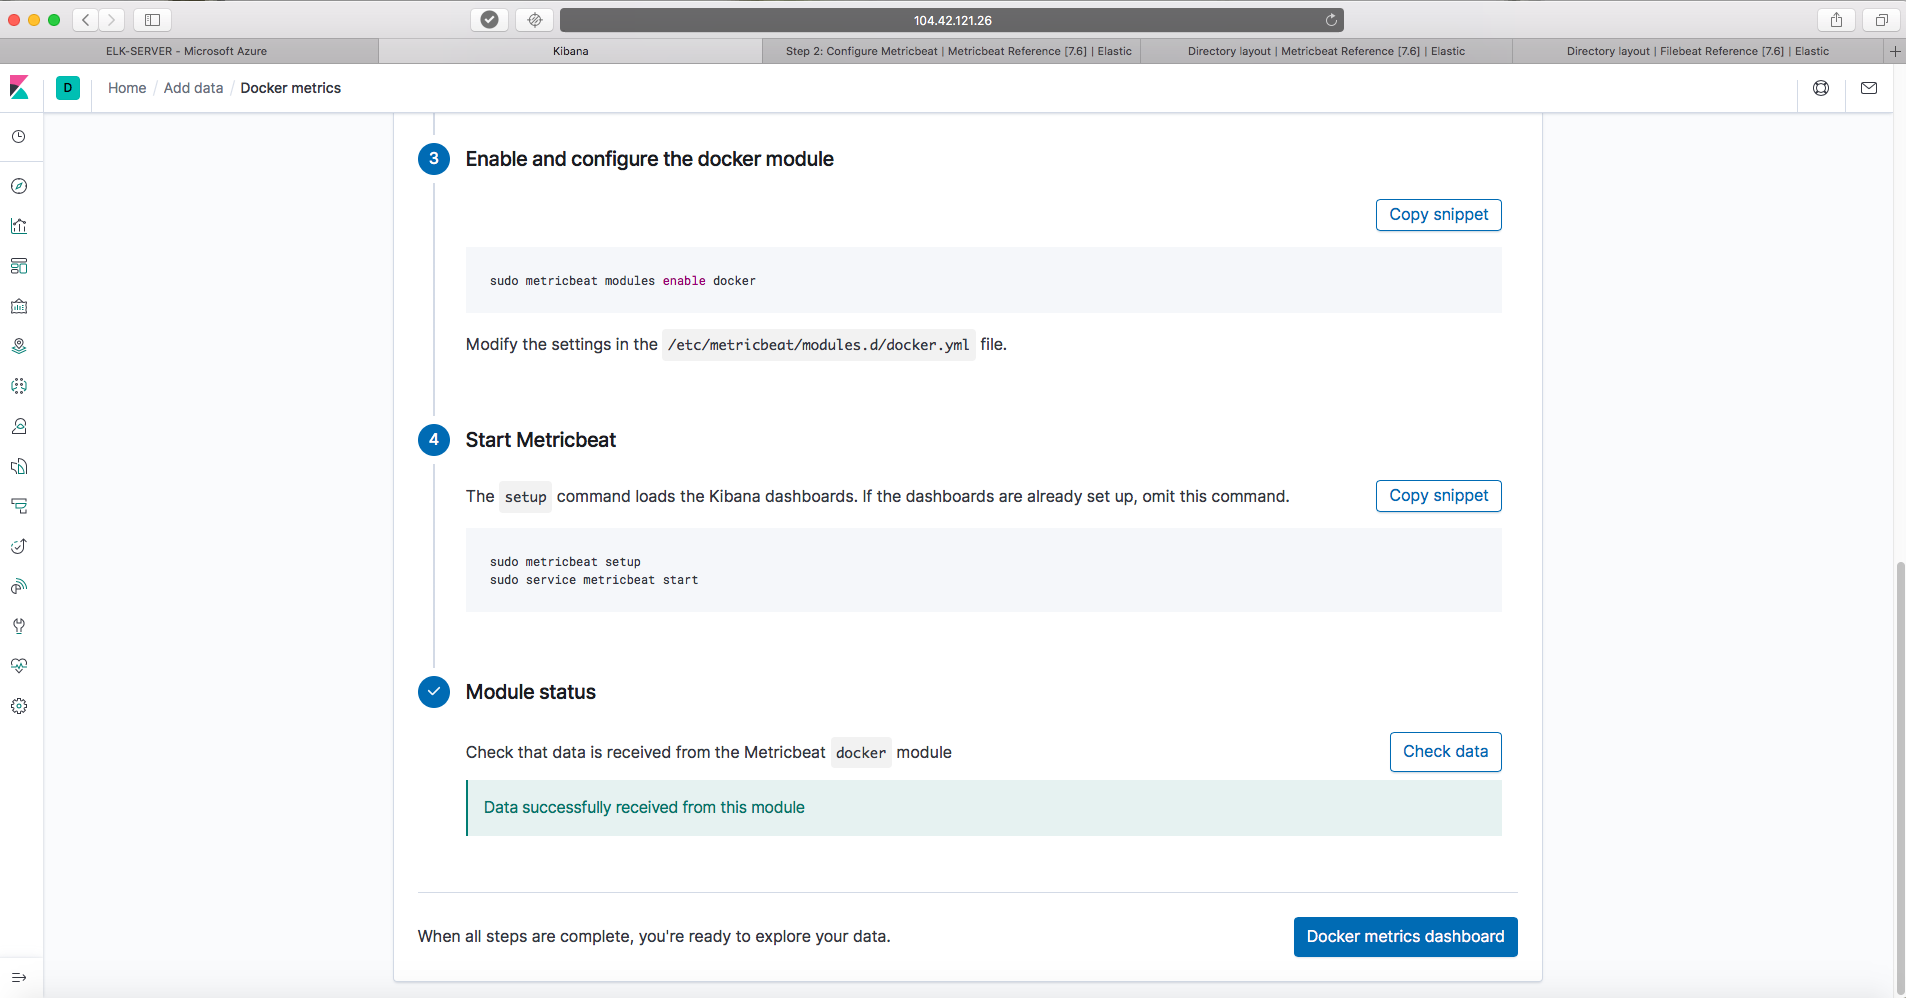 104.42.121.26
ELK-SERVER - Microsoft Azure
Kibana
Step 2: Configure Metricbeat | Metricbeat Reference [7.6] | Elastic
Directory layout | Metricbeat Reference [7.6] | Elastic
Directory layout | Filebeat Reference [7.6] | Elastic
D
Home / Add data / Docker metrics
3 Enable and configure the docker module
Copy snippet
sudo metricbeat modules enable docker
Modify the settings in the /etc/metricbeat/modules.d/docker.yml file.
4 Start Metricbeat
The setup command loads the Kibana dashboards. If the dashboards are already set up, omit this command.
Copy snippet
sudo metricbeat setup
sudo service metricbeat start
Module status
Check that data is received from the Metricbeat docker module
Check data
Data successfully received from this module
When all steps are complete, you're ready to explore your data.
Docker metrics dashboard